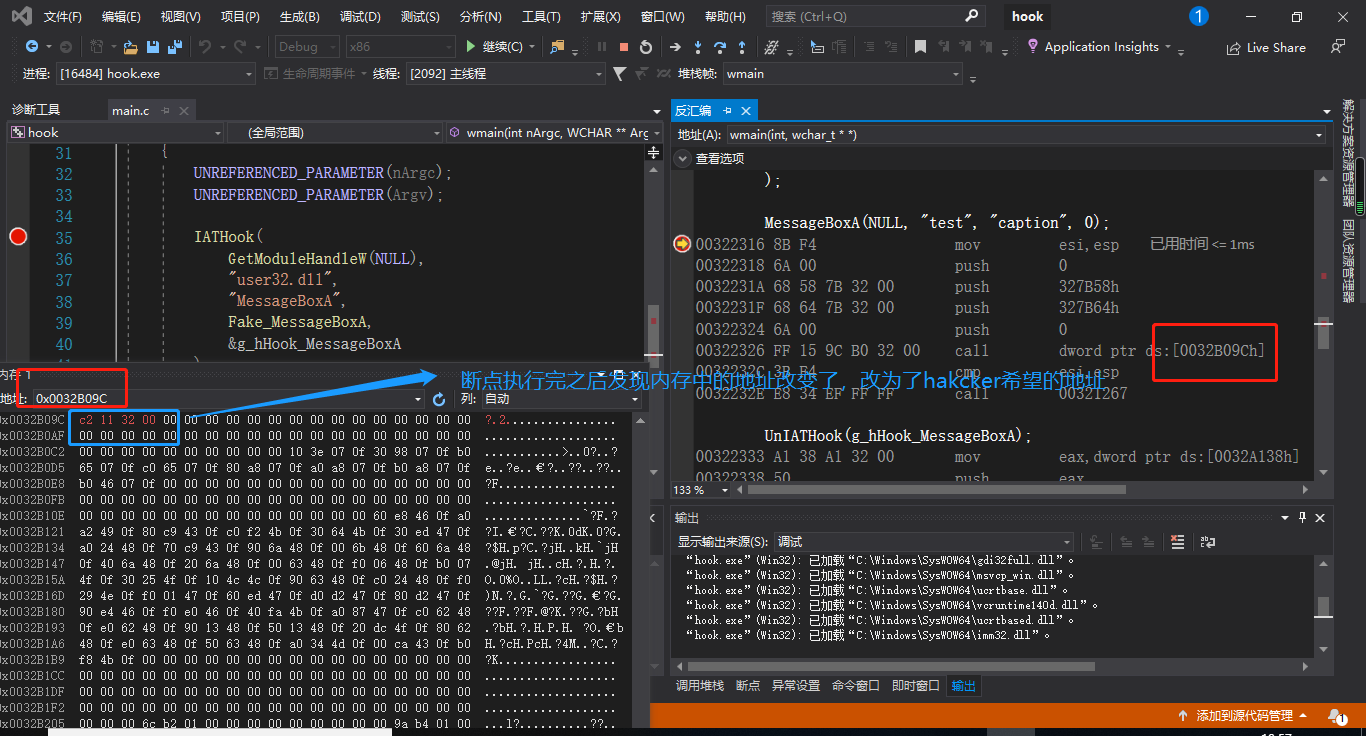 文件(F) 编辑(E) 视图(V) 项目(P) 生成(B) 调试(D) 测试(S) 分析(N) 工具(T) 扩展(X) 窗口(W) 帮助(H) 搜索 (Ctrl+Q) hook 1
Debug x86 继续(C) Application Insights Live Share
进程: [16484] hook.exe 生命周期事件 线程: [2092] 主线程 堆栈帧: wmain
诊断工具 main.c
hook (全局范围) wmain(int nArgc, WCHAR ** Arg
31 {
32 UNREFERENCED_PARAMETER(nArgc);
33 UNREFERENCED_PARAMETER(Argv);
34
35 IATHook(
36 GetModuleHandleW(NULL),
37 "user32.dll",
38 "MessageBoxA",
39 Fake_MessageBoxA,
40 &g_hHook_MessageBoxA
反汇编
地址(A): wmain(int, wchar_t * *)
查看选项
);
MessageBoxA(NULL, "test", "caption", 0);
00322316 8B F4 mov esi,esp 已用时间 <= 1ms
00322318 6A 00 push 0
0032231A 68 58 7B 32 00 push 327B58h
0032231F 68 64 7B 32 00 push 327B64h
00322324 6A 00 push 0
00322326 FF 15 9C B0 32 00 call dword ptr ds:[0032B09Ch]
0032232C 3B F4 cmp esi,esp
0032232E E8 34 EF FF FF call 00321267
UnIATHook(g_hHook_MessageBoxA);
00322333 A1 38 A1 32 00 mov eax,dword ptr ds:[0032A138h]
00322338 50 push eax
133 %
断点执行完之后发现内存中的地址改变了，改为了hakcker希望的地址
内存 1
地址: 0x0032B09C 列: 自动
0x0032B09C c2 11 32 00 00 00 00 00 00 00 00 00 00 00 00 00 00 00 00 ?.2................
0x0032B0AF 00 00 00 00 00 00 00 00 00 00 00 00 00 00 00 00 00 00 00 ...................
0x0032B0C2 00 00 00 00 00 00 00 00 00 00 10 3e 07 0f 30 98 07 0f b0 ...........>..0?..?
0x0032B0D5 65 07 0f c0 65 07 0f 80 a8 07 0f a0 a8 07 0f b0 a8 07 0f e..?e..€?..??..??..
0x0032B0E8 b0 46 07 0f 00 00 00 00 00 00 00 00 00 00 00 00 00 00 00 ?F.................
0x0032B0FB 00 00 00 00 00 00 00 00 00 00 00 00 00 00 00 00 00 00 00 ...................
0x0032B10E 00 00 00 00 00 00 00 00 00 00 00 00 00 00 60 e8 46 0f a0 ..............`?F.?
0x0032B121 a2 49 0f 80 c9 43 0f c0 f2 4b 0f 30 64 4b 0f 30 ed 47 0f ?I.€?C.??K.0dK.0?G.
0x0032B134 a0 24 48 0f 70 c9 43 0f 90 6a 48 0f 00 6b 48 0f 60 6a 48 ?$H.p?C.?jH..kH.`jH
0x0032B147 0f 40 6a 48 0f 20 6a 48 0f 00 63 48 0f f0 06 48 0f b0 07 .@jH. jH..cH.?.H.?.
0x0032B15A 4f 0f 30 25 4f 0f 10 4c 4c 0f 90 63 48 0f c0 24 48 0f f0 O.0%O..LL.?cH.?$H.?
0x0032B16D 29 4e 0f f0 01 47 0f 60 ed 47 0f d0 d2 47 0f 80 d2 47 0f )N.?.G.`?G.??G.€?G.
0x0032B180 90 e4 46 0f f0 e0 46 0f 40 fa 4b 0f a0 87 47 0f c0 62 48 ??F.??F.@?K.??G.?bH
0x0032B193 0f e0 62 48 0f 90 13 48 0f 50 13 48 0f 20 dc 4f 0f 80 62 .?bH.?.H.P.H. ?O.€b
0x0032B1A6 48 0f e0 63 48 0f 50 63 48 0f a0 34 4d 0f 00 ca 43 0f b0 H.?cH.PcH.?4M..?C.?
0x0032B1B9 f8 4b 0f 00 00 00 00 00 00 00 00 00 00 00 00 00 00 00 00 ?K.................
0x0032B1CC 00 00 00 00 00 00 00 00 00 00 00 00 00 00 00 00 00 00 00 ...................
0x0032B1DF 00 00 00 00 00 00 00 00 00 00 00 00 00 00 00 00 00 00 00 ...................
0x0032B1F2 00 00 00 00 00 00 00 00 00 00 00 00 00 00 00 00 00 00 00 ...................
0x0032B205 00 00 00 6c b2 01 00 00 00 00 00 00 00 00 00 9a b4 01 00 ...l?..........??..
输出
显示输出来源(S): 调试
“hook.exe”(Win32): 已加载“C:\Windows\SysWOW64\gdi32full.dll”。
“hook.exe”(Win32): 已加载“C:\Windows\SysWOW64\msvcp_win.dll”。
“hook.exe”(Win32): 已加载“C:\Windows\SysWOW64\ucrtbase.dll”。
“hook.exe”(Win32): 已加载“C:\Windows\SysWOW64\vcruntime140d.dll”。
“hook.exe”(Win32): 已加载“C:\Windows\SysWOW64\ucrtbased.dll”。
“hook.exe”(Win32): 已加载“C:\Windows\SysWOW64\imm32.dll”。
调用堆栈 断点 异常设置 命令窗口 即时窗口 输出
添加到源代码管理 1
解决方案资源管理器
团队资源管理器